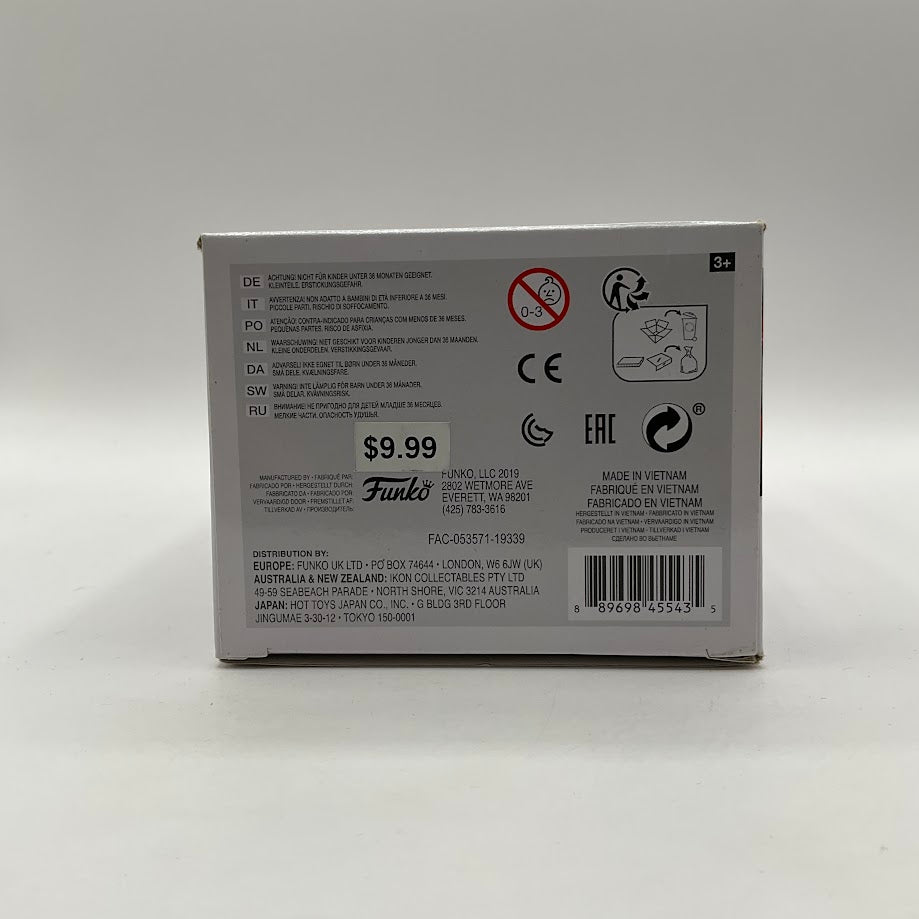 3+
DE ACHTUNG! NICHT FÜR KINDER UNTER 36 MONATEN GEEIGNET.
KLEINTEILE. ERSTICKUNGSGEFAHR.
IT AVVERTENZA: NON ADATTO A BAMBINI DI ETÀ INFERIORE A 36 MESI.
PICCOLE PARTI. RISCHIO DI SOFFOCAMENTO.
PO ATENÇÃO: CONTRA-INDICADO PARA CRIANÇAS COM MENOS DE 36 MESES.
PEQUENAS PARTES. RISCO DE ASFIXIA.
NL WAARSCHUWING! NIET GESCHIKT VOOR KINDEREN JONGER DAN 36 MAANDEN.
KLEINE ONDERDELEN. VERSTIKKINGSGEVAAR.
DA ADVARSEL! IKKE EGNET TIL BØRN UNDER 36 MÅNEDER.
SMÅ DELE. KVÆLNINGSFARE.
SW VARNING! INTE LÄMPLIG FÖR BARN UNDER 36 MÅNADER.
SMÅ DELAR. KVÄVNINGSRISK.
RU ВНИМАНИЕ! НЕ ПРИГОДНО ДЛЯ ДЕТЕЙ МЛАДШЕ 36 МЕСЯЦЕВ.
МЕЛКИЕ ЧАСТИ. ОПАСНОСТЬ УДУШЬЯ.
0-3
CE
EAC
®
$9.99
MANUFACTURED BY • FABRIQUÉ PAR:
FABRICADO POR • HERGESTELLT DURCH:
FABBRICATO DA • FABRICADO POR:
VERVAARDIGD DOOR • FREMSTILLET AF:
TILLVERKAD AV • ПРОИЗВОДИТЕЛЬ:
Funko
FUNKO, LLC 2019
2802 WETMORE AVE
EVERETT, WA 98201
(425) 783-3616
MADE IN VIETNAM
FABRIQUÉ EN VIETNAM
FABRICADO EN VIETNAM
HERGESTELLT IN VIETNAM • FABBRICATO IN VIETNAM
FABRICADO NA VIETNAM • VERVAARDIGD IN VIETNAM
PRODUCERET I VIETNAM • TILLVERKAD I VIETNAM
СДЕЛАНО ВО ВЬЕТНАМЕ
FAC-053571-19339
DISTRIBUTION BY:
EUROPE: FUNKO UK LTD • PO BOX 74644 • LONDON, W6 6JW (UK)
AUSTRALIA & NEW ZEALAND: IKON COLLECTABLES PTY LTD
49-59 SEABEACH PARADE • NORTH SHORE, VIC 3214 AUSTRALIA
JAPAN: HOT TOYS JAPAN CO., INC. • G BLDG 3RD FLOOR
JINGUMAE 3-30-12 • TOKYO 150-0001
8 89698 45543 5